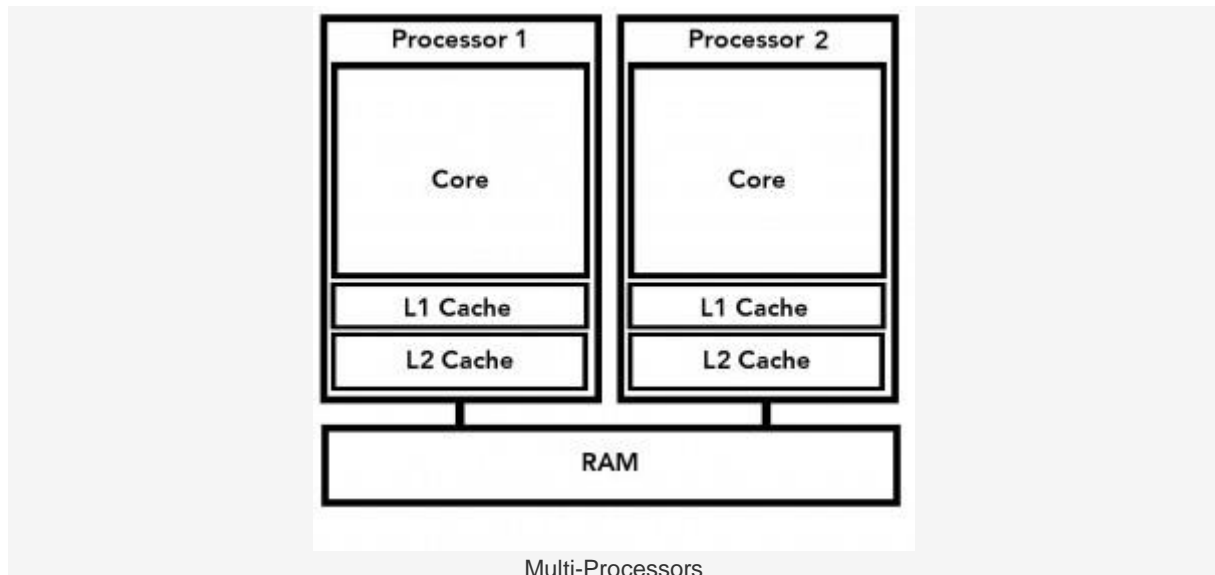 Processor 1 Processor 2
Core Core
L1 Cache L1 Cache
L2 Cache L2 Cache
RAM
Multi-Processors